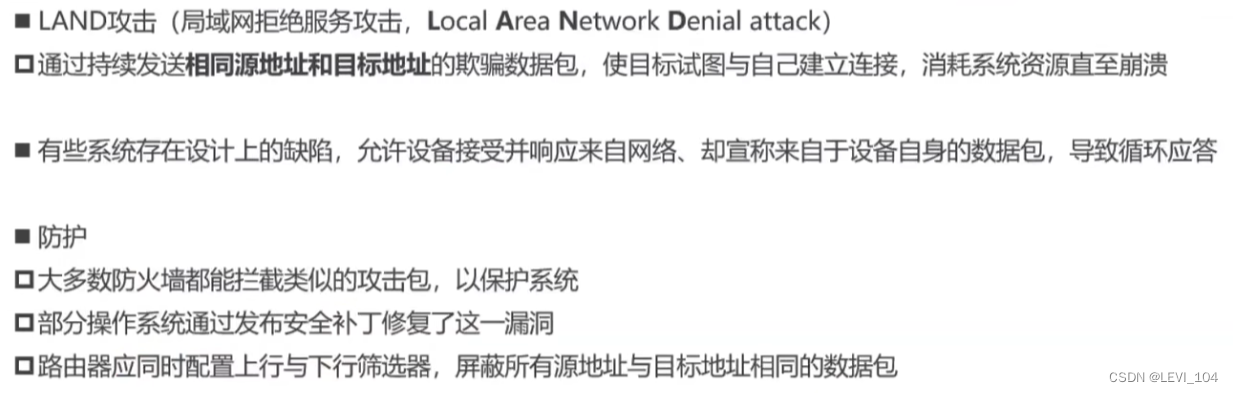 ■ LAND攻击（局域网拒绝服务攻击，Local Area Network Denial attack）
口通过持续发送相同源地址和目标地址的欺骗数据包，使目标试图与自己建立连接，消耗系统资源直至崩溃
■ 有些系统存在设计上的缺陷，允许设备接受并响应来自网络、却宣称来自于设备自身的数据包，导致循环应答
■ 防护
口大多数防火墙都能拦截类似的攻击包，以保护系统
口部分操作系统通过发布安全补丁修复了这一漏洞
口路由器应同时配置上行与下行筛选器，屏蔽所有源地址与目标地址相同的数据包
CSDN @LEVI_104